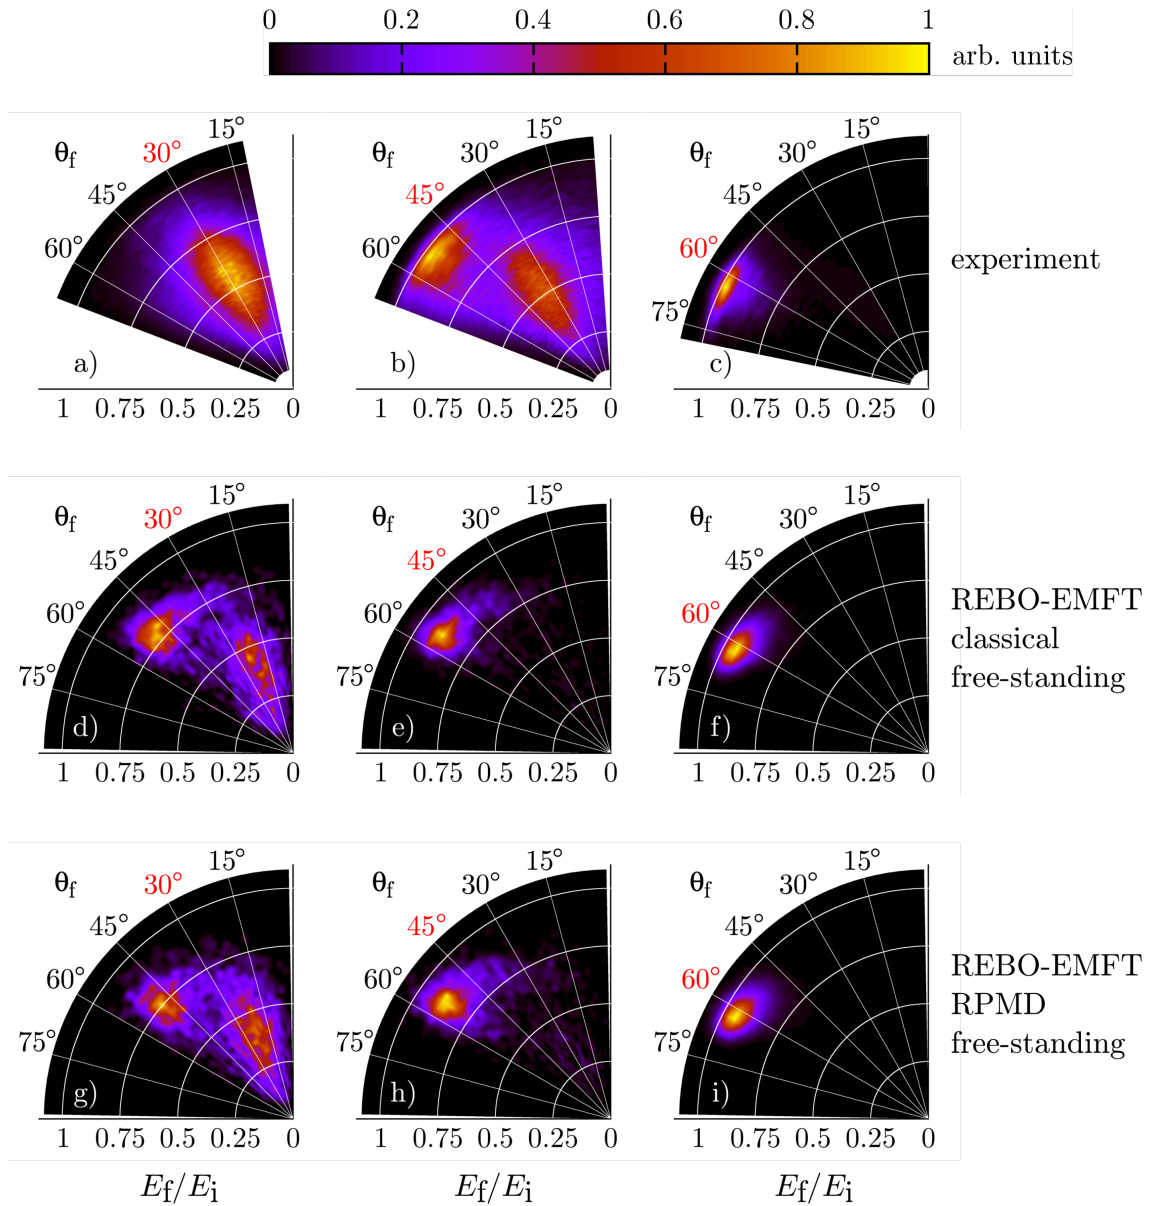 0 0.2 0.4 0.6 0.8 1
arb. units
θf 15° 30° 45° 60°
a)
1 0.75 0.5 0.25 0
θf 15° 30° 45° 60°
b)
1 0.75 0.5 0.25 0
θf 15° 30° 45° 60° 75°
c)
1 0.75 0.5 0.25 0
experiment
θf 15° 30° 45° 60° 75°
d)
1 0.75 0.5 0.25 0
θf 15° 30° 45° 60° 75°
e)
1 0.75 0.5 0.25 0
θf 15° 30° 45° 60° 75°
f)
1 0.75 0.5 0.25 0
REBO-EMFT
classical
free-standing
θf 15° 30° 45° 60° 75°
g)
1 0.75 0.5 0.25 0
θf 15° 30° 45° 60° 75°
h)
1 0.75 0.5 0.25 0
θf 15° 30° 45° 60° 75°
i)
1 0.75 0.5 0.25 0
REBO-EMFT
RPMD
free-standing
Ef/Ei Ef/Ei Ef/Ei